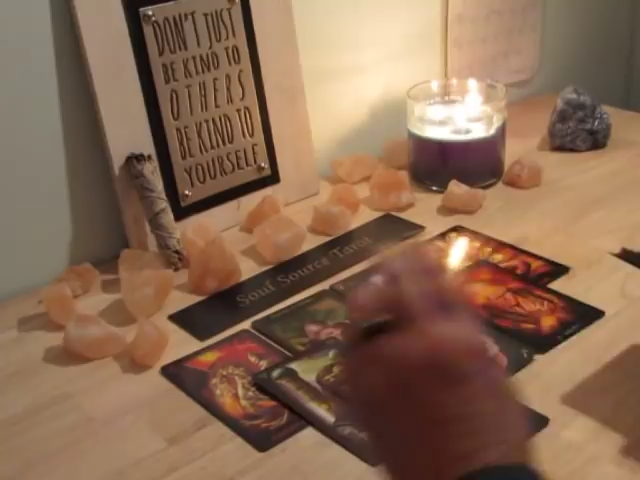 DON'T JUST
BE KIND TO
OTHERS
BE KIND TO
YOURSELF
Soul Source Tarot